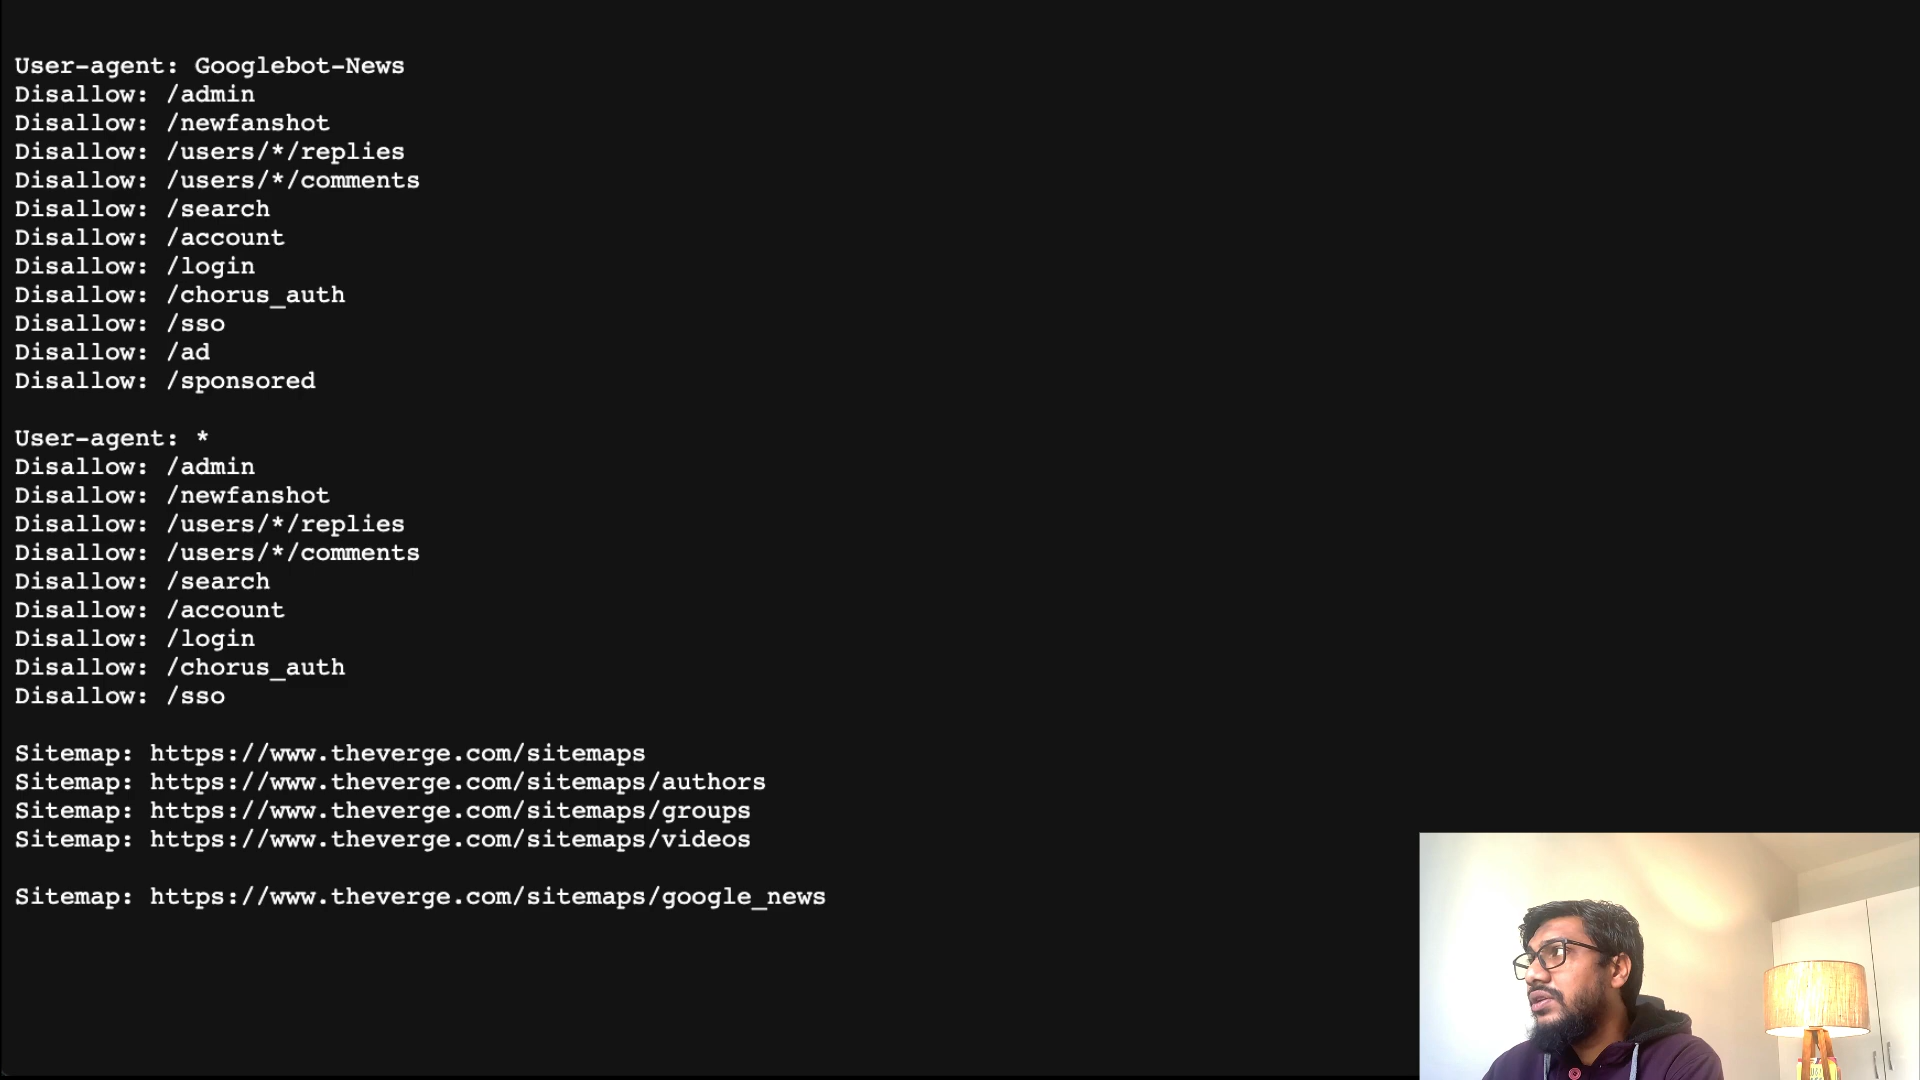 User-agent: Googlebot-News
Disallow: /admin
Disallow: /newfanshot
Disallow: /users/*/replies
Disallow: /users/*/comments
Disallow: /search
Disallow: /account
Disallow: /login
Disallow: /chorus_auth
Disallow: /sso
Disallow: /ad
Disallow: /sponsored
User-agent: *
Disallow: /admin
Disallow: /newfanshot
Disallow: /users/*/replies
Disallow: /users/*/comments
Disallow: /search
Disallow: /account
Disallow: /login
Disallow: /chorus_auth
Disallow: /sso
Sitemap: https://www.theverge.com/sitemaps
Sitemap: https://www.theverge.com/sitemaps/authors
Sitemap: https://www.theverge.com/sitemaps/groups
Sitemap: https://www.theverge.com/sitemaps/videos
Sitemap: https://www.theverge.com/sitemaps/google_news